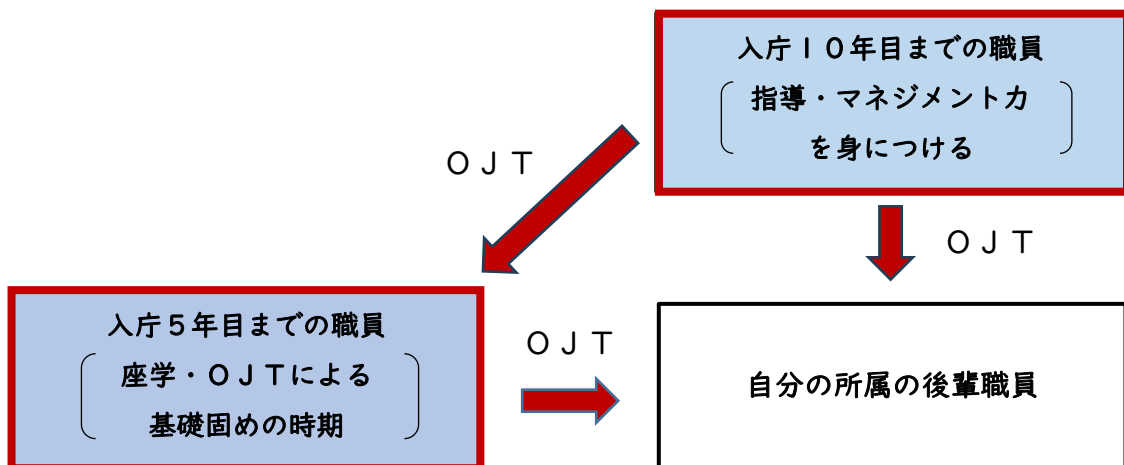 入庁１０年目までの職員
指導・マネジメント力
を身につける
ＯＪＴ
ＯＪＴ
入庁５年目までの職員
座学・ＯＪＴによる
基礎固めの時期
ＯＪＴ
自分の所属の後輩職員